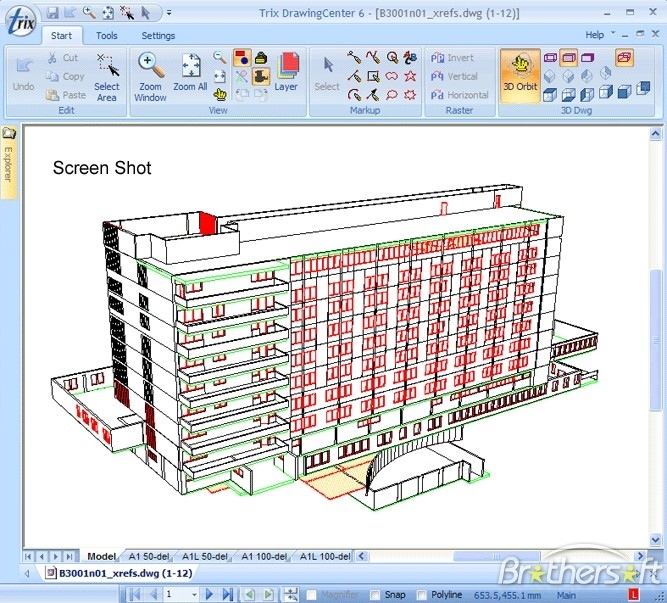 Trix DrawingCenter 6 - [B3001n01_xrefs.dwg (1-12)]
trix
Start Tools Settings Help
Undo
Cut
Copy
Paste
Select Area
Edit
Zoom Window
Zoom All
Layer
View
Select
Markup
Invert
Vertical
Horizontal
Raster
3D Orbit
3D Dwg
Explorer
Screen Shot
Model A1 50-del A1L 50-del A1 100-del A1L 100-del
B3001n01_xrefs.dwg (1-12)
1 Magnifier Snap Polyline 653.5,455.1 mm Main L
Brothersoft